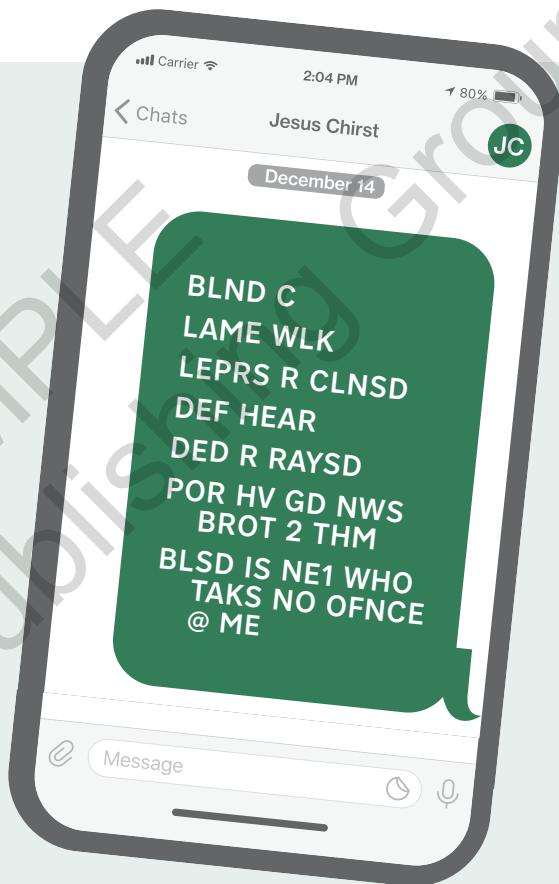 Carrier
2:04 PM
80%
Chats
Jesus Chirst
JC
December 14
BLND C
LAME WLK
LEPRS R CLNSD
DEF HEAR
DED R RAYSD
POR HV GD NWS
BROT 2 THM
BLSD IS NE1 WHO
TAKS NO OFNCE
@ ME
Message